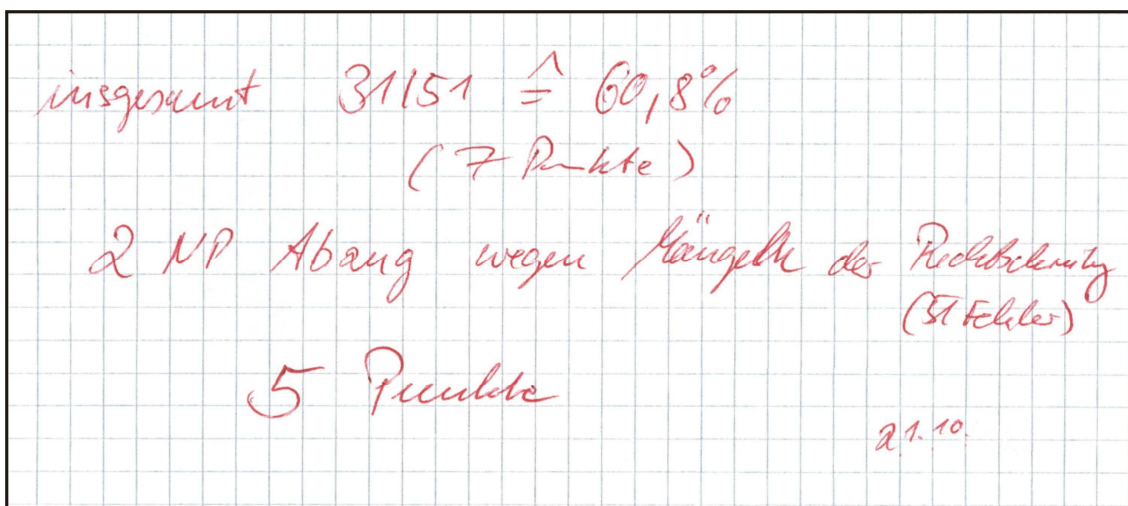 insgesamt 31/51 ≙ 60,8%
(7 Punkte)
2 NP Abzug wegen Mängeln der Rechtschreibung
(51 Fehler)
5 Punkte
21.10.